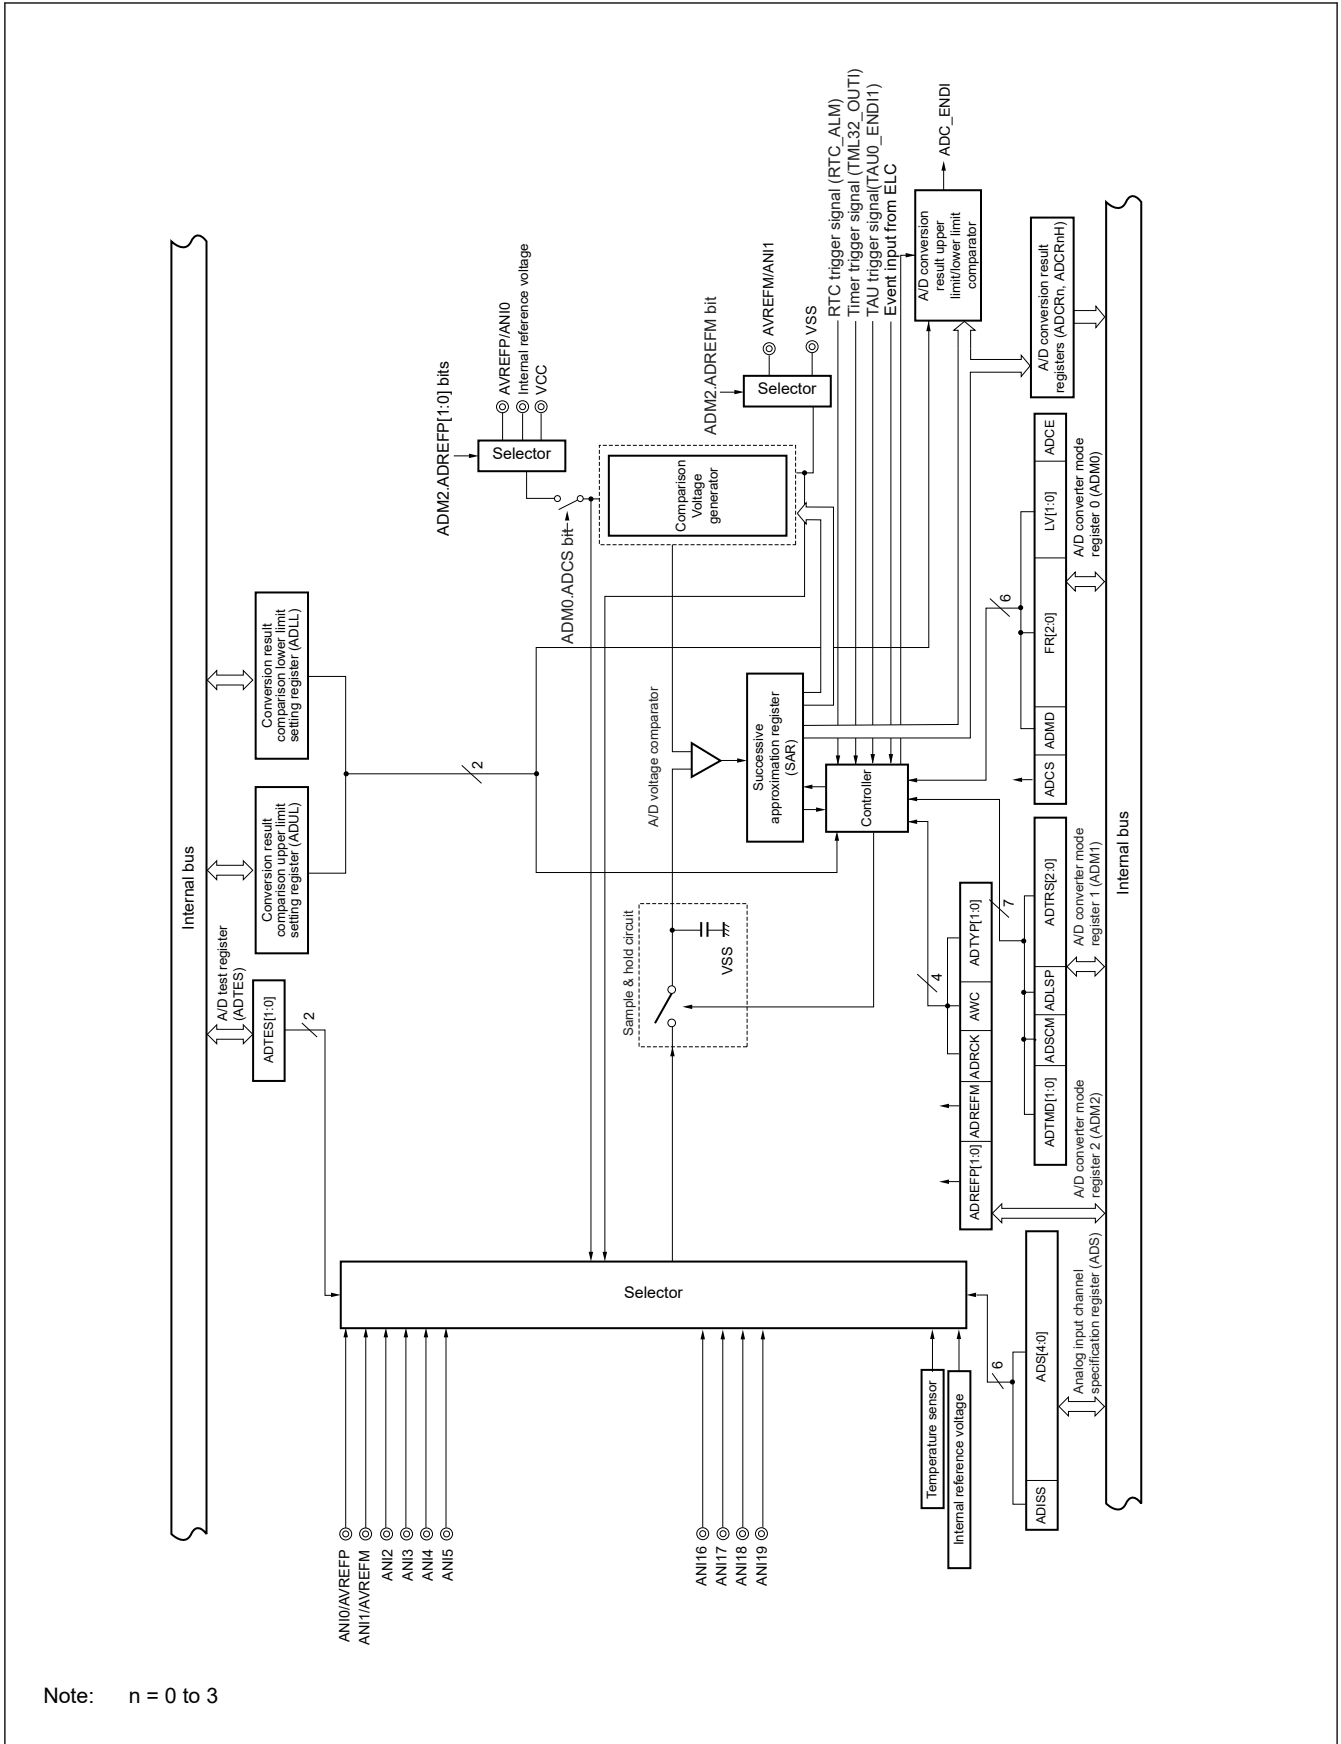 Internal bus
A/D test register
(ADTES)
ADTES[1:0]
2
Conversion result
comparison upper limit
setting register (ADUL)
Conversion result
comparison lower limit
setting register (ADLL)
2
ADM2.ADREFP[1:0] bits
Selector
AVREFP/ANI0
Internal reference voltage
VCC
ADM0.ADCS bit
Comparison
Voltage
generator
ADM2.ADREFM bit
Selector
AVREFM/ANI1
VSS
RTC trigger signal (RTC_ALM)
Timer trigger signal (TML32_OUTI)
TAU trigger signal(TAU0_ENDI1)
Event input from ELC
A/D conversion
result upper
limit/lower limit
comparator
ADC_ENDI
A/D conversion result
registers (ADCRn, ADCRnH)
A/D voltage comparator
Successive
approximation register
(SAR)
Controller
Sample & hold circuit
VSS
Selector
ANI0/AVREFP
ANI1/AVREFM
ANI2
ANI3
ANI4
ANI5
ANI16
ANI17
ANI18
ANI19
Temperature sensor
Internal reference voltage
6
ADISS
ADS[4:0]
Analog input channel
specification register (ADS)
4
ADREFP[1:0]
ADREFM
ADRCK
AWC
ADTYP[1:0]
A/D converter mode
register 2 (ADM2)
7
ADTMD[1:0]
ADSCM
ADLSP
ADTRS[2:0]
A/D converter mode
register 1 (ADM1)
6
ADCS
ADMD
FR[2:0]
LV[1:0]
ADCE
A/D converter mode
register 0 (ADM0)
Internal bus
Note: n = 0 to 3